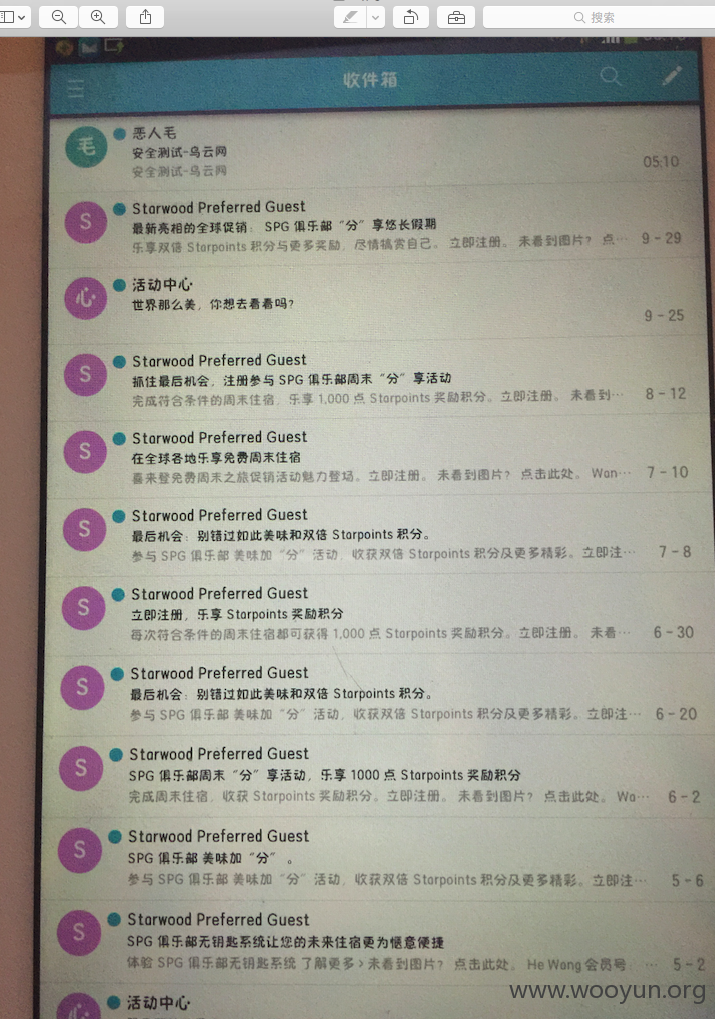 搜索
收件箱
毛
恶人毛
安全测试-乌云网
安全测试-乌云网
05:10
S
Starwood Preferred Guest
最新亮相的全球促销： SPG 俱乐部“分”享悠长假期
乐享双倍 Starpoints 积分与更多奖励，尽情犒赏自己。 立即注册。 未看到图片？ 点…
9-29
心
活动中心
世界那么美，你想去看看吗？
9-25
S
Starwood Preferred Guest
抓住最后机会，注册参与 SPG 俱乐部周末“分”享活动
完成符合条件的周末住宿，乐享 1,000 点 Starpoints 奖励积分。立即注册。 未看到…
8-12
S
Starwood Preferred Guest
在全球各地乐享免费周末住宿
喜来登免费周末之旅促销活动魅力登场。立即注册。 未看到图片？ 点击此处。 Wan…
7-10
S
Starwood Preferred Guest
最后机会：别错过如此美味和双倍 Starpoints 积分。
参与 SPG 俱乐部 美味加“分”活动，收获双倍 Starpoints 积分及更多精彩。立即注…
7-8
S
Starwood Preferred Guest
立即注册，乐享 Starpoints 奖励积分
每次符合条件的周末住宿都可获得 1,000 点 Starpoints 奖励积分。立即注册。 未看…
6-30
S
Starwood Preferred Guest
最后机会：别错过如此美味和双倍 Starpoints 积分。
参与 SPG 俱乐部 美味加“分”活动，收获双倍 Starpoints 积分及更多精彩。立即注…
6-20
S
Starwood Preferred Guest
SPG 俱乐部周末“分”享活动，乐享 1000 点 Starpoints 奖励积分
完成周末住宿，收获 Starpoints 奖励积分。立即注册。 未看到图片？ 点击此处。 Wa…
6-2
S
Starwood Preferred Guest
SPG 俱乐部 美味加“分”。
参与 SPG 俱乐部 美味加“分”活动，收获双倍 Starpoints 积分及更多精彩。立即注…
5-6
S
Starwood Preferred Guest
SPG 俱乐部无钥匙系统让您的未来住宿更为惬意便捷
体验 SPG 俱乐部无钥匙系统 了解更多>未看到图片？ 点击此处。 He Wang 会员号 …
5-2
心
活动中心
www.wooyun.org